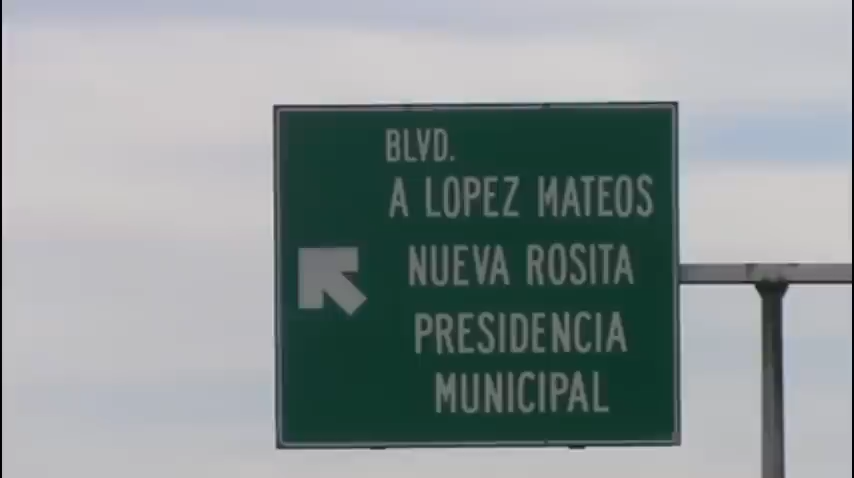 BLVD.
A LOPEZ MATEOS
NUEVA ROSITA
PRESIDENCIA
MUNICIPAL